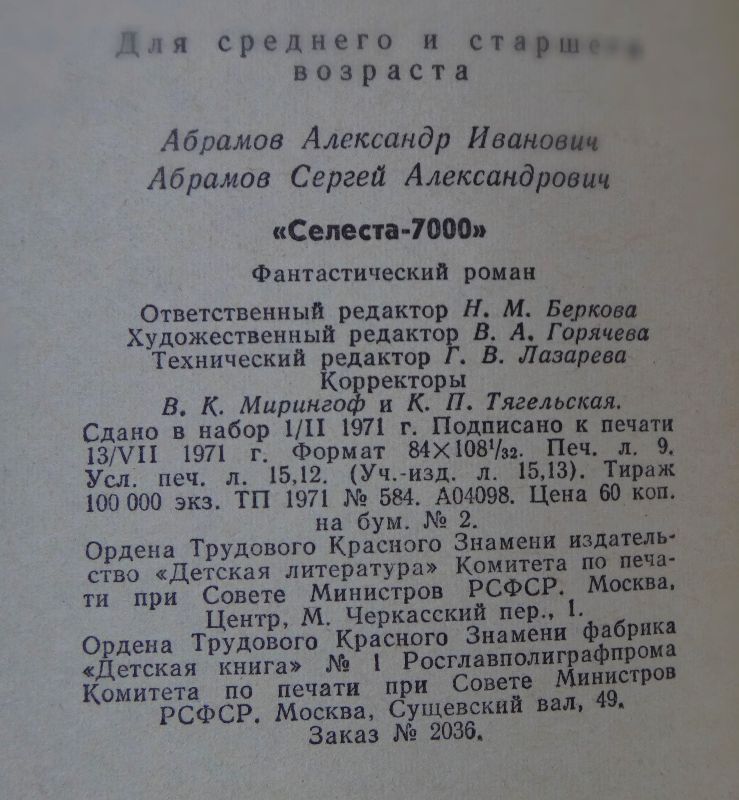 Для среднего и старшего
возраста
Абрамов Александр Иванович
Абрамов Сергей Александрович
«Селеста-7000»
Фантастический роман
Ответственный редактор Н. М. Беркова
Художественный редактор В. А. Горячева
Технический редактор Г. В. Лазарева
Корректоры
В. К. Мирингоф и К. П. Тягельская.
Сдано в набор 1/II 1971 г. Подписано к печати
13/VII 1971 г. Формат 84×108¹/₃₂. Печ. л. 9.
Усл. печ. л. 15,12. (Уч.-изд. л. 15,13). Тираж
100 000 экз. ТП 1971 № 584. А04098. Цена 60 коп.
на бум. № 2.
Ордена Трудового Красного Знамени издатель-
ство «Детская литература» Комитета по печа-
ти при Совете Министров РСФСР. Москва,
Центр, М. Черкасский пер., 1.
Ордена Трудового Красного Знамени фабрика
«Детская книга» № 1 Росглавполиграфпрома
Комитета по печати при Совете Министров
РСФСР. Москва, Сущевский вал, 49.
Заказ № 2036.